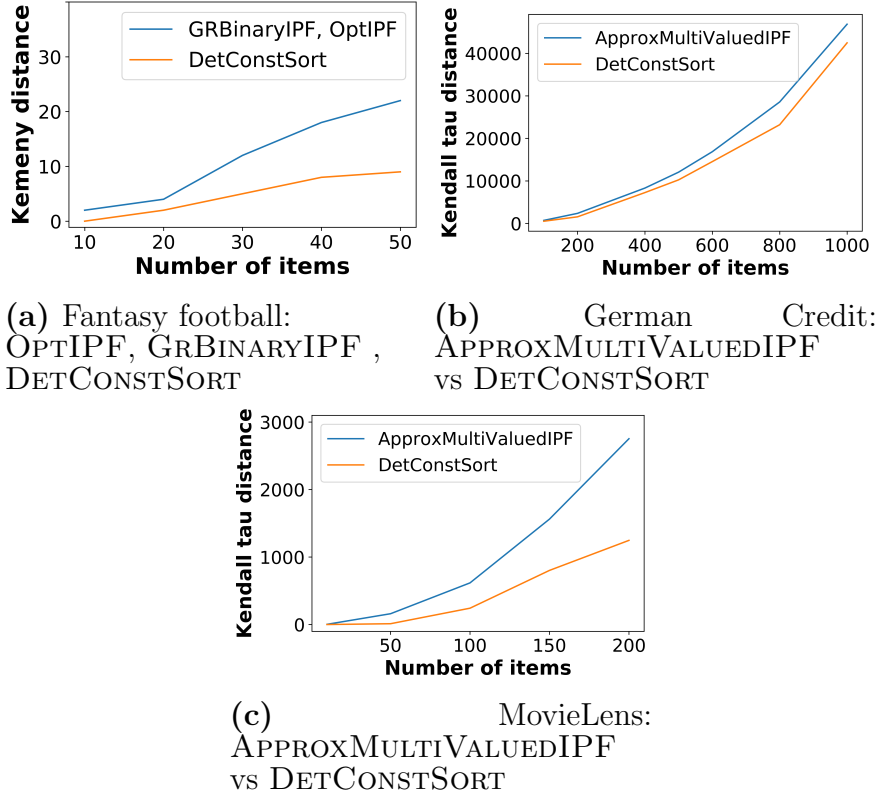 GRBinaryIPF, OptIPF
DetConstSort
Kemeny distance
30
20
10
0
10 20 30 40 50
Number of items
(a) Fantasy football:
OPTIPF, GRBINARYIPF ,
DETCONSTSORT
ApproxMultiValuedIPF
DetConstSort
Kendall tau distance
40000
30000
20000
10000
0
200 400 600 800 1000
Number of items
(b) German Credit:
APPROXMULTIVALUEDIPF
vs DETCONSTSORT
ApproxMultiValuedIPF
DetConstSort
Kendall tau distance
3000
2000
1000
0
50 100 150 200
Number of items
(c) MovieLens:
APPROXMULTIVALUEDIPF
vs DETCONSTSORT